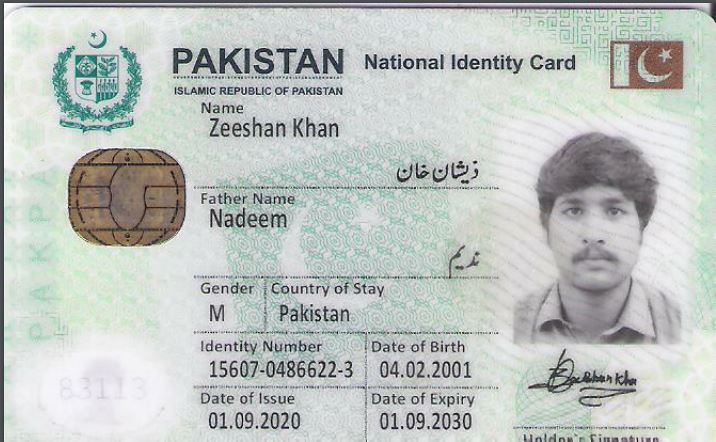 PAKISTAN National Identity Card
ISLAMIC REPUBLIC OF PAKISTAN
Name
Zeeshan Khan
ذیشان خان
Father Name
Nadeem
ندیم
Gender Country of Stay
M Pakistan
Identity Number Date of Birth
15607-0486622-3 04.02.2001
Date of Issue Date of Expiry
01.09.2020 01.09.2030
83113
Zeeshan Khan
Holder's Signature